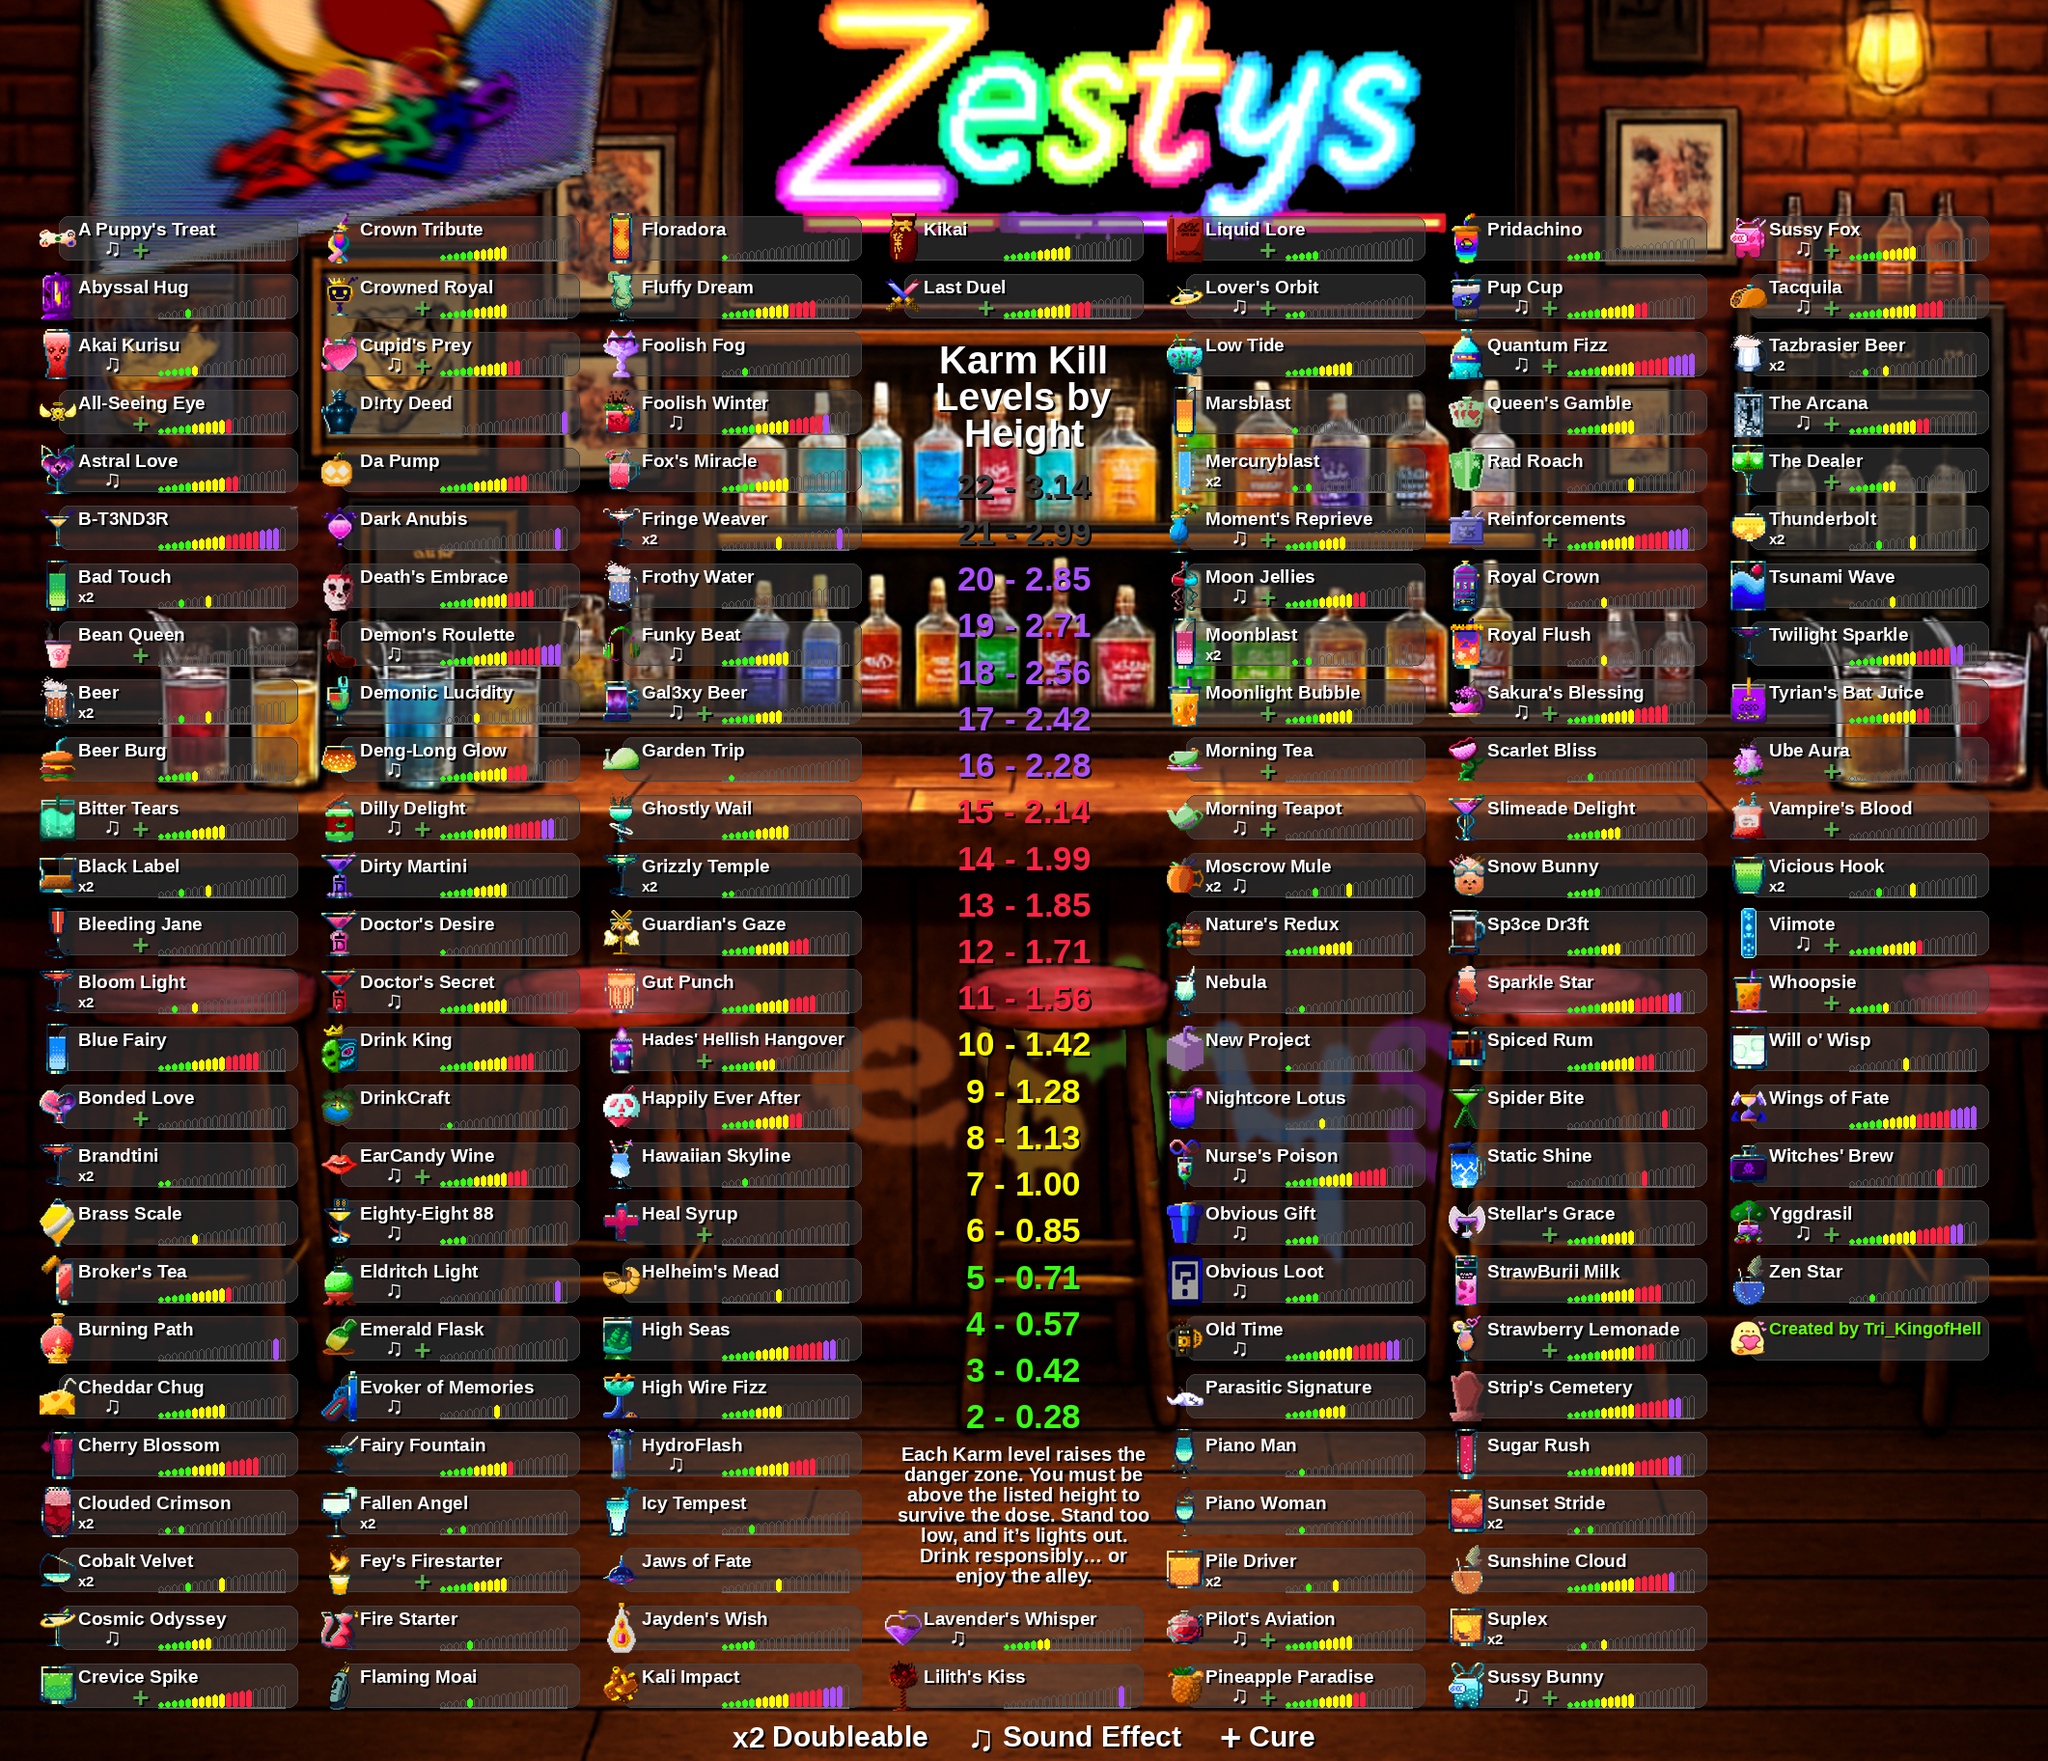 Zestys
A Puppy's Treat
♫ +
Abyssal Hug
Akai Kurisu
♫
All-Seeing Eye
+
Astral Love
♫
B-T3ND3R
Bad Touch
x2
Bean Queen
+
Beer
x2
Beer Burg
Bitter Tears
♫ +
Black Label
x2
Bleeding Jane
+
Bloom Light
x2
Blue Fairy
Bonded Love
+
Brandtini
x2
Brass Scale
Broker's Tea
Burning Path
Cheddar Chug
♫
Cherry Blossom
Clouded Crimson
x2
Cobalt Velvet
x2
Cosmic Odyssey
♫
Crevice Spike
+
Crown Tribute
Crowned Royal
+
Cupid's Prey
♫ +
D!rty Deed
Da Pump
Dark Anubis
Death's Embrace
Demon's Roulette
♫
Demonic Lucidity
Deng-Long Glow
♫
Dilly Delight
♫ +
Dirty Martini
Doctor's Desire
Doctor's Secret
♫
Drink King
DrinkCraft
EarCandy Wine
♫ +
Eighty-Eight 88
♫
Eldritch Light
♫
Emerald Flask
♫ +
Evoker of Memories
♫
Fairy Fountain
Fallen Angel
x2
Fey's Firestarter
+
Fire Starter
Flaming Moai
Floradora
Fluffy Dream
Foolish Fog
Foolish Winter
♫
Fox's Miracle
Fringe Weaver
x2
Frothy Water
Funky Beat
♫
Gal3xy Beer
♫ +
Garden Trip
Ghostly Wail
Grizzly Temple
x2
Guardian's Gaze
Gut Punch
Hades' Hellish Hangover
+
Happily Ever After
Hawaiian Skyline
Heal Syrup
+
Helheim's Mead
High Seas
High Wire Fizz
HydroFlash
♫
Icy Tempest
Jaws of Fate
Jayden's Wish
Kali Impact
Kikai
Last Duel
+
Karm Kill
Levels by
Height
22 - 3.14
21 - 2.99
20 - 2.85
19 - 2.71
18 - 2.56
17 - 2.42
16 - 2.28
15 - 2.14
14 - 1.99
13 - 1.85
12 - 1.71
11 - 1.56
10 - 1.42
9 - 1.28
8 - 1.13
7 - 1.00
6 - 0.85
5 - 0.71
4 - 0.57
3 - 0.42
2 - 0.28
Each Karm level raises the
danger zone. You must be
above the listed height to
survive the dose. Stand too
low, and it's lights out.
Drink responsibly… or
enjoy the alley.
Lavender's Whisper
♫
Lilith's Kiss
Liquid Lore
+
Lover's Orbit
♫ +
Low Tide
Marsblast
Mercuryblast
x2
Moment's Reprieve
♫ +
Moon Jellies
♫ +
Moonblast
x2
Moonlight Bubble
+
Morning Tea
+
Morning Teapot
♫ +
Moscrow Mule
x2 ♫
Nature's Redux
Nebula
New Project
Nightcore Lotus
Nurse's Poison
♫
Obvious Gift
♫
Obvious Loot
♫
Old Time
♫
Parasitic Signature
Piano Man
Piano Woman
Pile Driver
x2
Pilot's Aviation
♫ +
Pineapple Paradise
♫ +
Pridachino
Pup Cup
♫ +
Quantum Fizz
♫ +
Queen's Gamble
Rad Roach
Reinforcements
+
Royal Crown
Royal Flush
Sakura's Blessing
♫ +
Scarlet Bliss
Slimeade Delight
Snow Bunny
Sp3ce Dr3ft
Sparkle Star
Spiced Rum
Spider Bite
Static Shine
Stellar's Grace
+
StrawBurii Milk
Strawberry Lemonade
+
Strip's Cemetery
Sugar Rush
Sunset Stride
x2
Sunshine Cloud
Suplex
x2
Sussy Bunny
♫ +
Sussy Fox
♫ +
Tacquila
♫ +
Tazbrasier Beer
x2
The Arcana
♫ +
The Dealer
+
Thunderbolt
x2
Tsunami Wave
Twilight Sparkle
Tyrian's Bat Juice
Ube Aura
+
Vampire's Blood
+
Vicious Hook
x2
Viimote
♫ +
Whoopsie
+
Will o' Wisp
Wings of Fate
Witches' Brew
Yggdrasil
♫ +
Zen Star
Created by Tri_KingofHell
x2 Doubleable ♫ Sound Effect + Cure